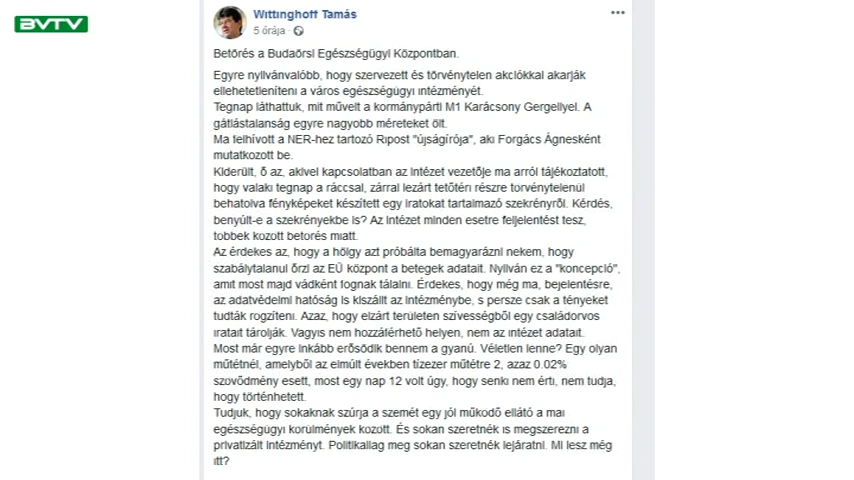 BVTV
Wittinghoff Tamás
5 órája
Betörés a Budaörsi Egészségügyi Központban.
Egyre nyilvánvalóbb, hogy szervezett és törvénytelen akciókkal akarják
ellehetetleníteni a város egészségügyi intézményét.
Tegnap láthattuk, mit művelt a kormánypárti M1 Karácsony Gergellyel. A
gátlástalanság egyre nagyobb méreteket ölt.
Ma felhívott a NER-hez tartozó Ripost "újságírója", aki Forgács Ágnesként
mutatkozott be.
Kiderült, ő az, akivel kapcsolatban az intézet vezetője ma arról tájékoztatott,
hogy valaki tegnap a ráccsal, zárral lezárt tetőtéri részre törvénytelenül
behatolva fényképeket készített egy iratokat tartalmazó szekrényről. Kérdés,
benyúlt-e a szekrényekbe is? Az intézet minden esetre feljelentést tesz,
többek között betörés miatt.
Az érdekes az, hogy a hölgy azt próbálta bemagyarázni nekem, hogy
szabálytalanul őrzi az EÜ központ a betegek adatait. Nyilván ez a "koncepció",
amit most majd vádként fognak tálalni. Érdekes, hogy még ma, bejelentésre,
az adatvédelmi hatóság is kiszállt az intézménybe, s persze csak a tényeket
tudták rögzíteni. Azaz, hogy elzárt területen szívességből egy családorvos
iratait tárolják. Vagyis nem hozzáférhető helyen, nem az intézet adatait.
Most már egyre inkább erősödik bennem a gyanú. Véletlen lenne? Egy olyan
műtétnél, amelyből az elmúlt években tízezer műtétre 2, azaz 0.02%
szövődmény esett, most egy nap 12 volt úgy, hogy senki nem érti, nem tudja,
hogy történhetett.
Tudjuk, hogy sokaknak szúrja a szemét egy jól működő ellátó a mai
egészségügyi körülmények között. És sokan szeretnék is megszerezni a
privatizált intézményt. Politikailag meg sokan szeretnék lejáratni. Mi lesz még
itt?